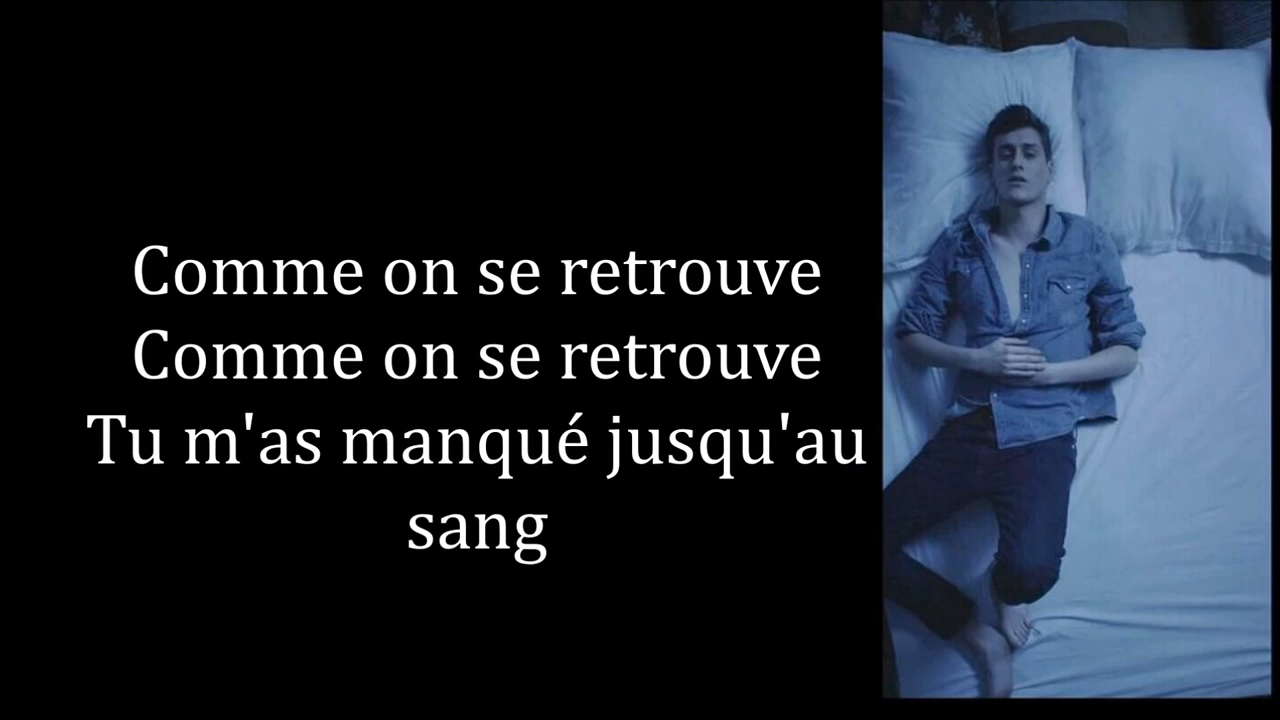 Comme on se retrouve
Comme on se retrouve
Tu m'as manqué jusqu'au
sang